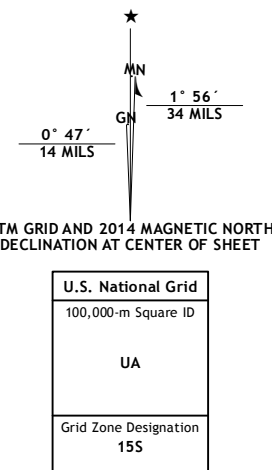 ★
MN
1° 56´
GN
34 MILS
0° 47´
14 MILS
TM GRID AND 2014 MAGNETIC NORTH
DECLINATION AT CENTER OF SHEET
U.S. National Grid
100,000-m Square ID
UA
Grid Zone Designation
15S